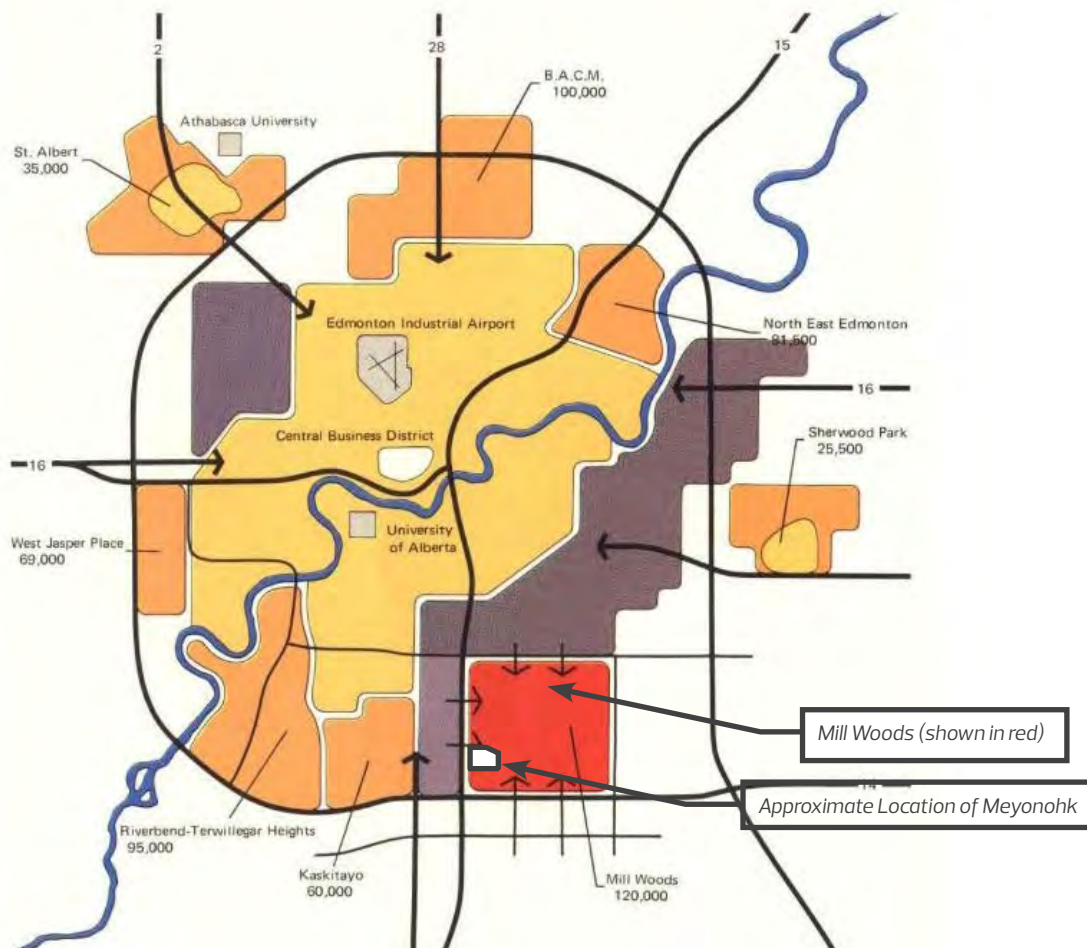 2
28
15
B.A.C.M.
100,000
Athabasca University
St. Albert
35,000
Edmonton Industrial Airport
North East Edmonton
81,500
16
Central Business District
Sherwood Park
25,500
16
University
of Alberta
West Jasper Place
69,000
Mill Woods (shown in red)
14
Approximate Location of Meyonohk
Riverbend-Terwillegar Heights
95,000
Kaskitayo
60,000
Mill Woods
120,000